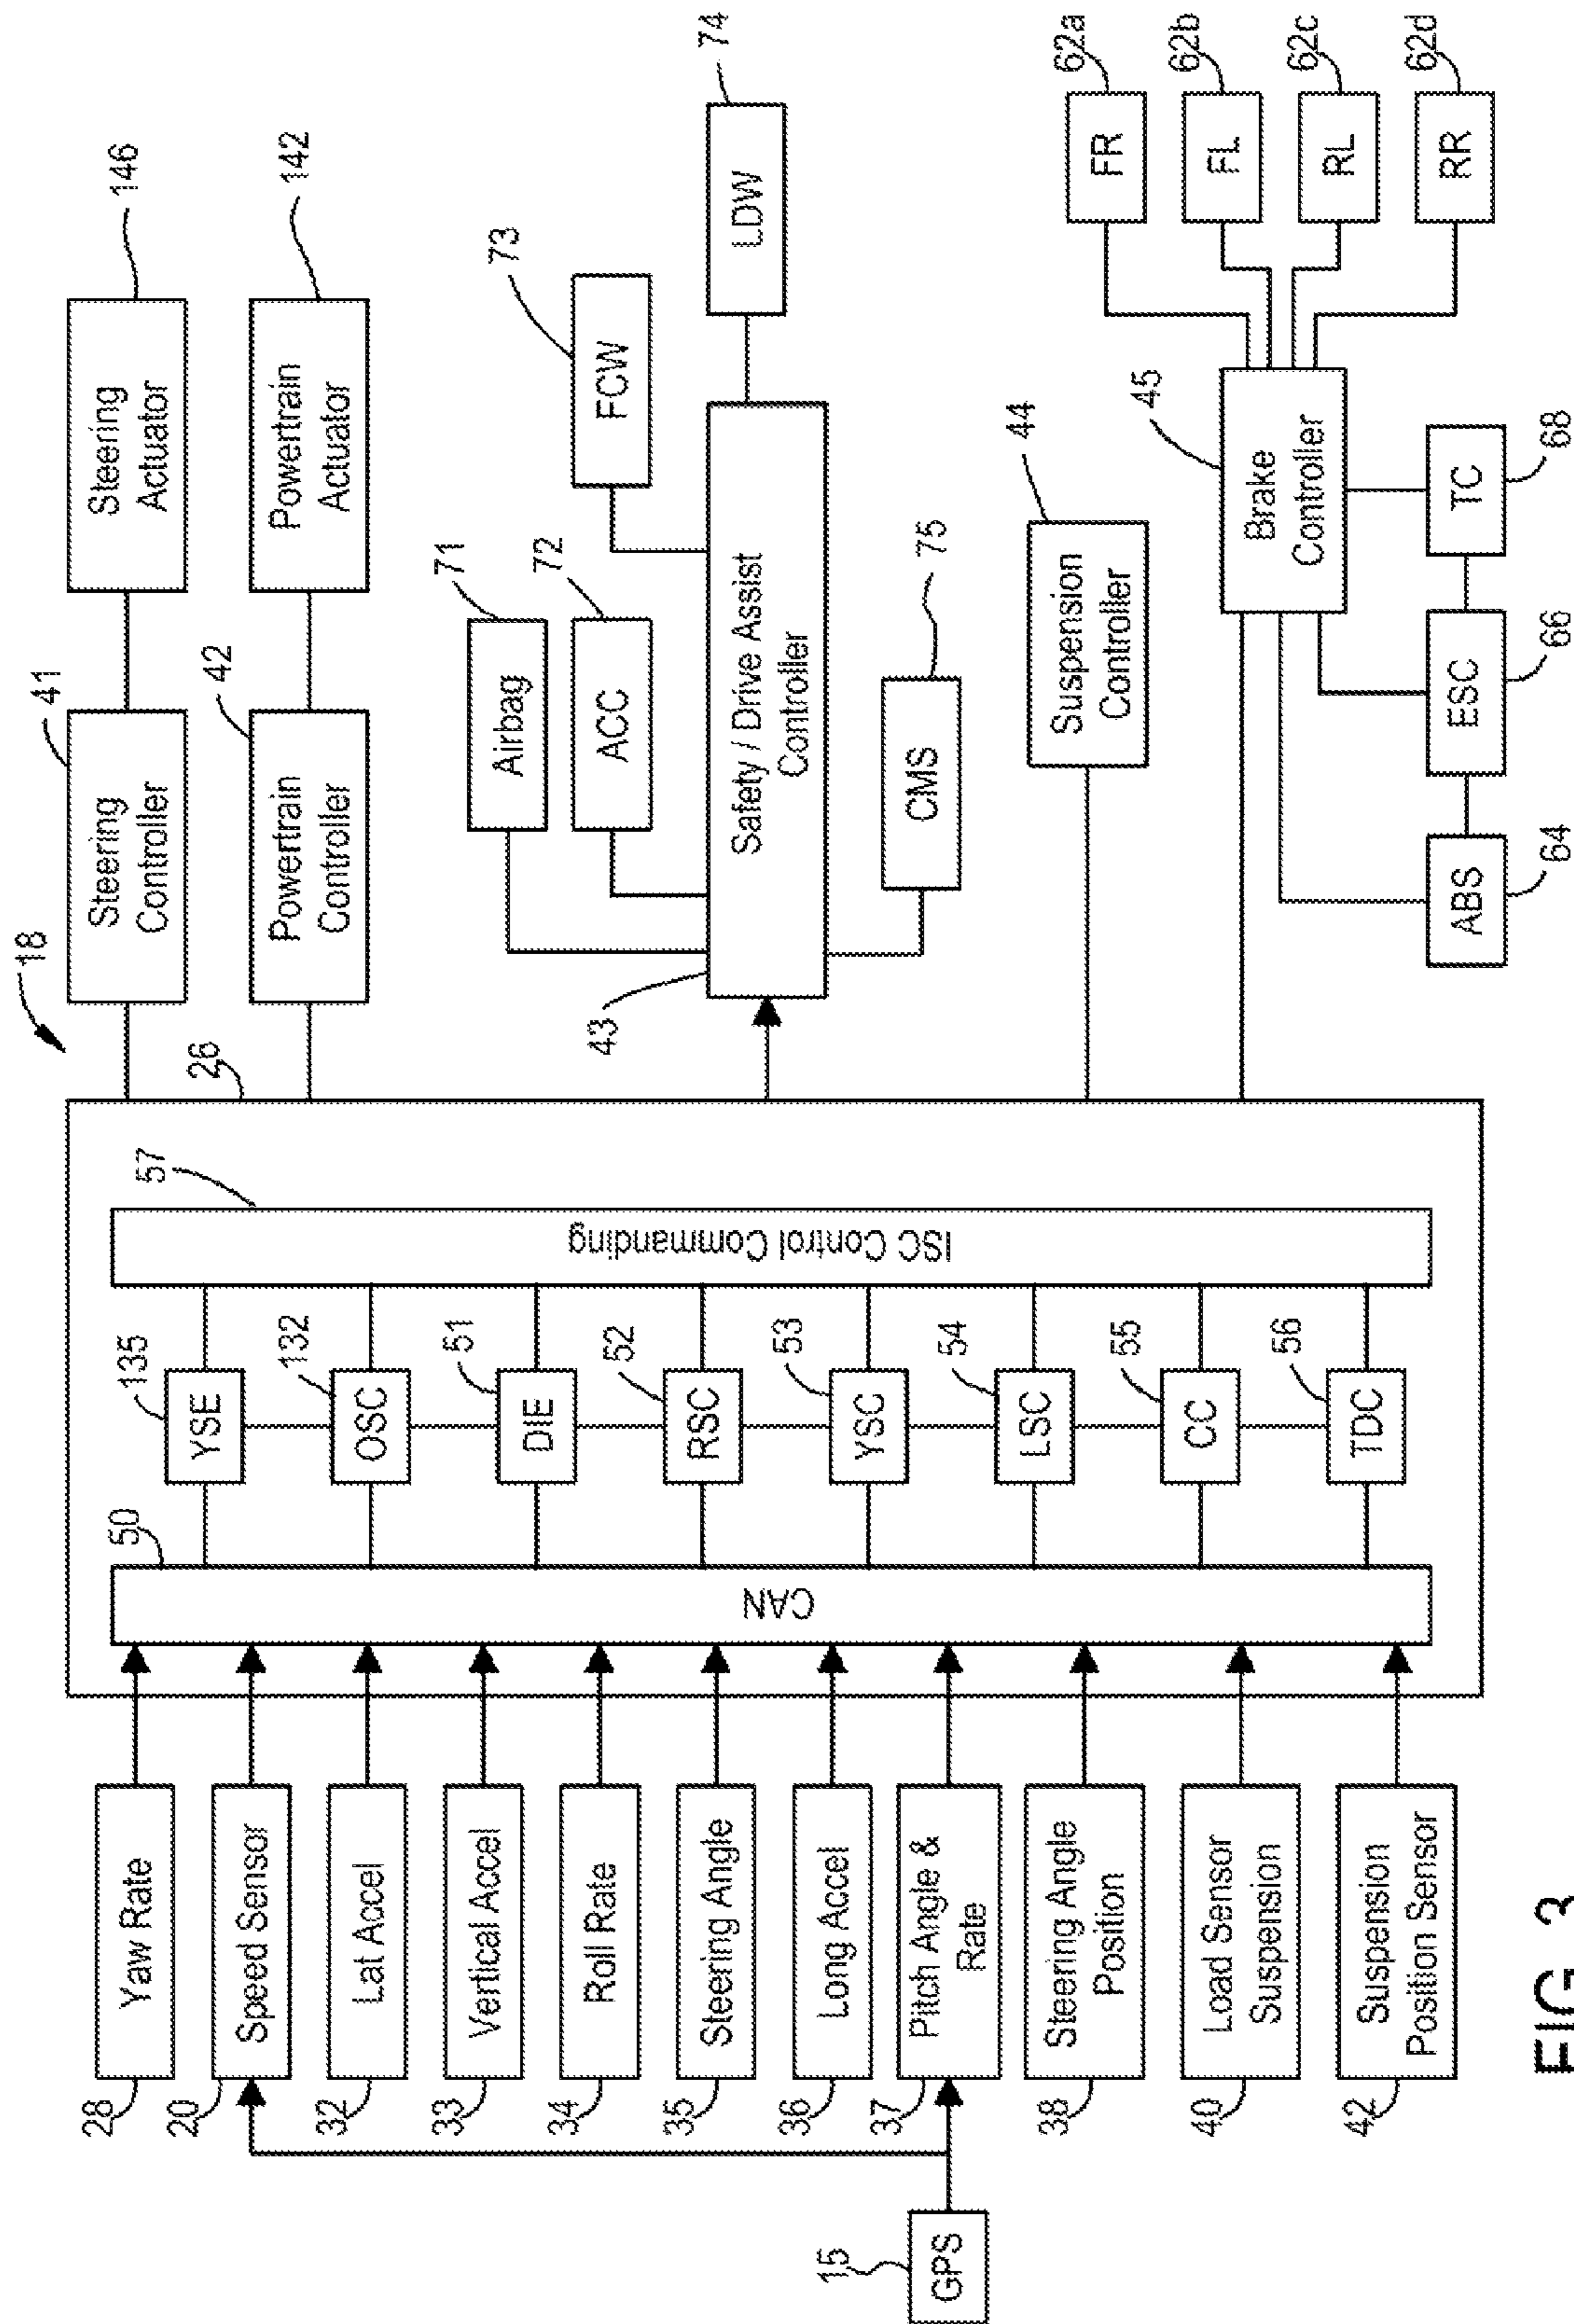 18
28
Yaw Rate
20
Speed Sensor
32
Lat Accel
33
Vertical Accel
34
Roll Rate
35
Steering Angle
36
Long Accel
37
Pitch Angle &
Rate
38
Steering Angle
Position
40
Load Sensor
Suspension
42
Suspension
Position Sensor
15
GPS
26
50
CAN
135
YSE
132
OSC
51
DIE
52
RSC
53
YSC
54
LSC
55
CC
56
TDC
57
ISC Control Commanding
41
Steering
Controller
146
Steering
Actuator
42
Powertrain
Controller
142
Powertrain
Actuator
71
Airbag
72
ACC
73
FCW
74
LDW
43
Safety / Drive Assist
Controller
75
CMS
44
Suspension
Controller
45
Brake
Controller
62a
FR
62b
FL
62c
RL
62d
RR
ABS
64
ESC
66
TC
68
FIG. 3